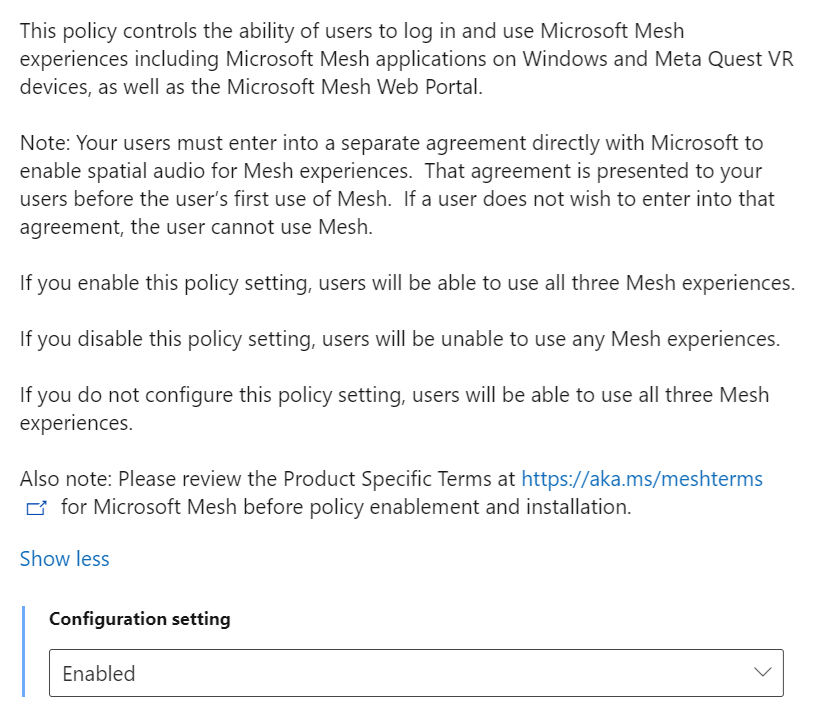 This policy controls the ability of users to log in and use Microsoft Mesh
experiences including Microsoft Mesh applications on Windows and Meta Quest VR
devices, as well as the Microsoft Mesh Web Portal.
Note: Your users must enter into a separate agreement directly with Microsoft to
enable spatial audio for Mesh experiences.  That agreement is presented to your
users before the user’s first use of Mesh.  If a user does not wish to enter into that
agreement, the user cannot use Mesh.
If you enable this policy setting, users will be able to use all three Mesh experiences.
If you disable this policy setting, users will be unable to use any Mesh experiences.
If you do not configure this policy setting, users will be able to use all three Mesh
experiences.
Also note: Please review the Product Specific Terms at https://aka.ms/meshterms
for Microsoft Mesh before policy enablement and installation.
Show less
Configuration setting
Enabled